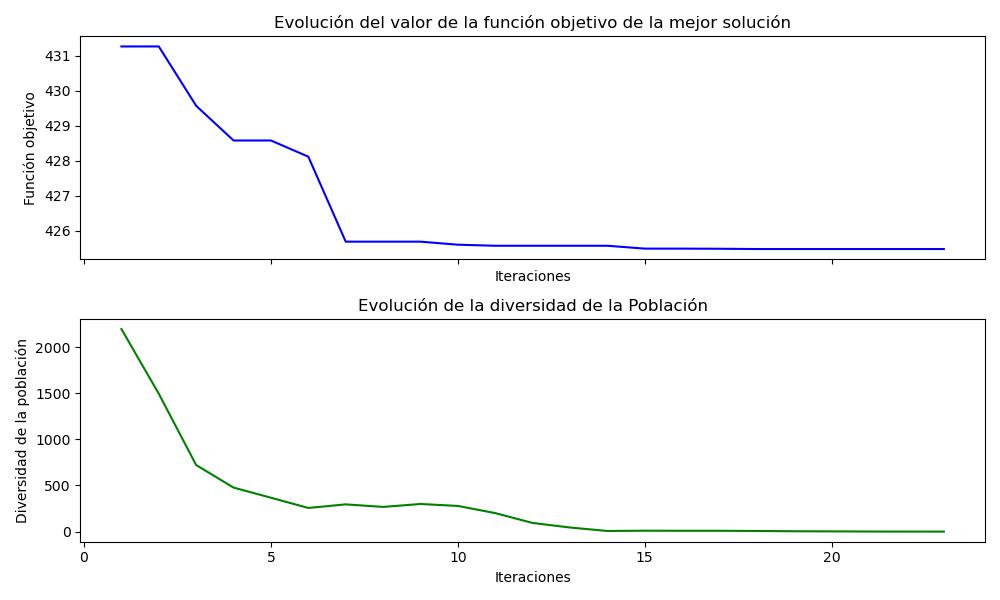 Evolución del valor de la función objetivo de la mejor solución
431
430
429
428
427
426
Función objetivo
Iteraciones
Evolución de la diversidad de la Población
2000
1500
1000
500
0
Diversidad de la población
0 5 10 15 20
Iteraciones